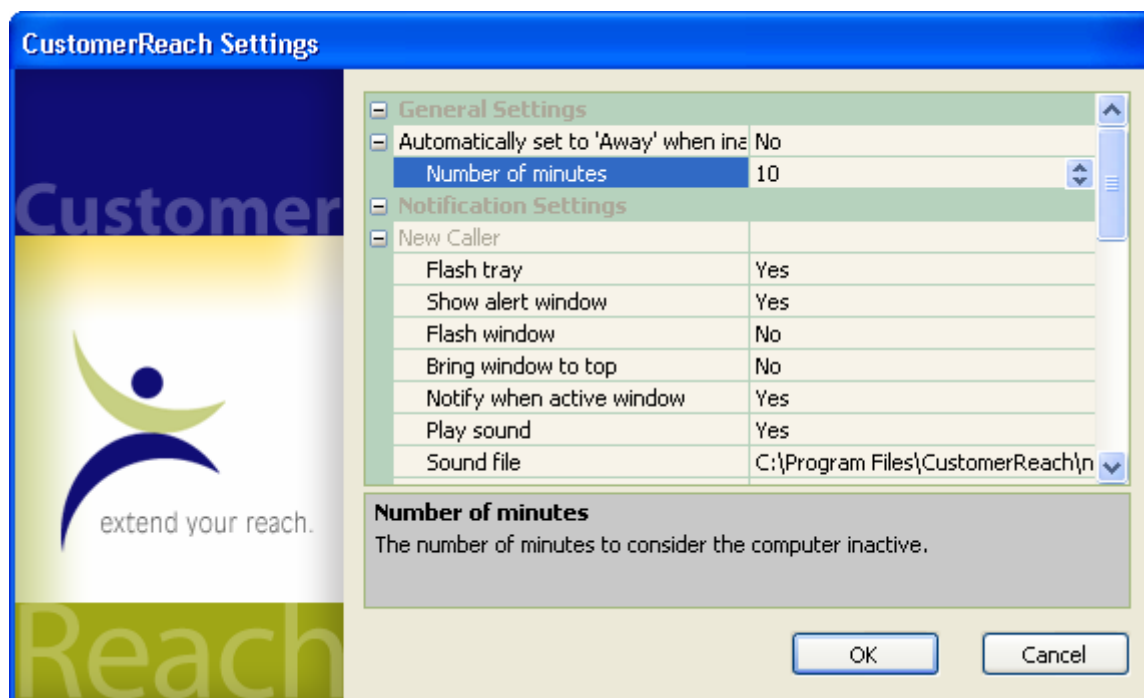 CustomerReach Settings
Customer
extend your reach.
Reach
General Settings
Automatically set to 'Away' when ina No
Number of minutes 10
Notification Settings
New Caller
Flash tray Yes
Show alert window Yes
Flash window No
Bring window to top No
Notify when active window Yes
Play sound Yes
Sound file C:\Program Files\CustomerReach\n
Number of minutes
The number of minutes to consider the computer inactive.
OK Cancel